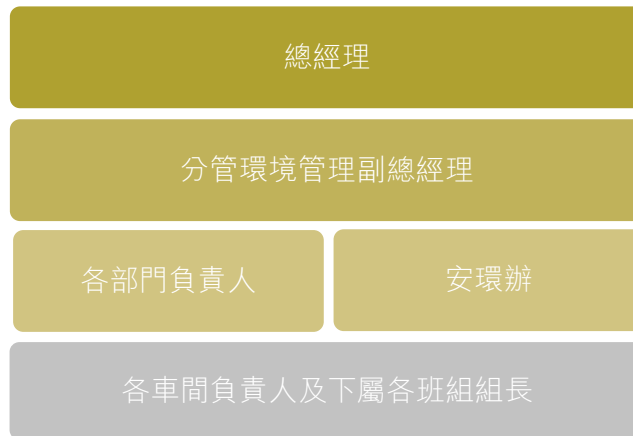 總經理
分管環境管理副總經理
各部門負責人
安環辦
各車間負責人及下屬各班組組長